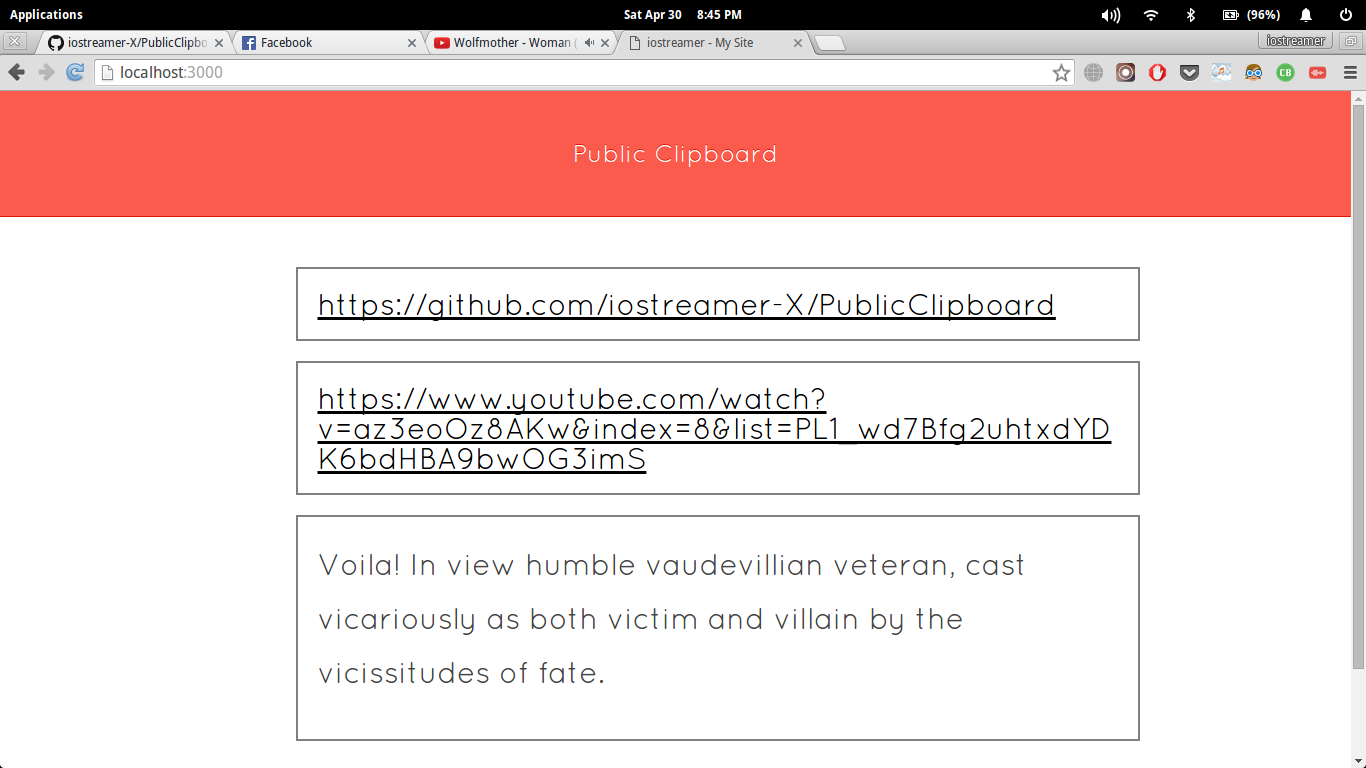 Applications
Sat Apr 30 8:45 PM
(96%)
iostreamer-X/PublicClipbo
Facebook
Wolfmother - Woman (
iostreamer - My Site
iostreamer
localhost:3000
CB
Public Clipboard
https://github.com/iostreamer-X/PublicClipboard
https://www.youtube.com/watch?
v=az3eoOz8AKw&index=8&list=PL1_wd7Bfg2uhtxdYD
K6bdHBA9bwOG3imS
Voila! In view humble vaudevillian veteran, cast
vicariously as both victim and villain by the
vicissitudes of fate.